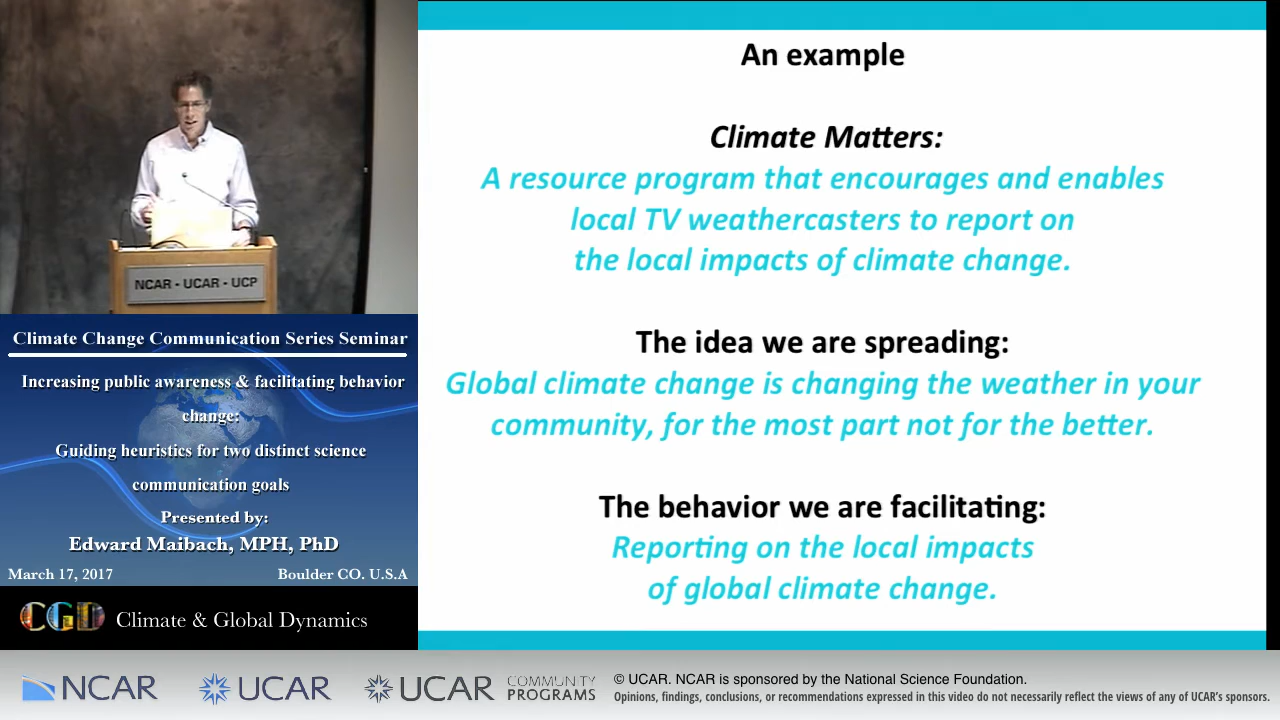 NCAR - UCAR - UCP
Climate Change Communication Series Seminar
Increasing public awareness & facilitating behavior
change:
Guiding heuristics for two distinct science
communication goals
Presented by:
Edward Maibach, MPH, PhD
March 17, 2017 Boulder CO. U.S.A
CGD Climate & Global Dynamics
An example
Climate Matters:
A resource program that encourages and enables
local TV weathercasters to report on
the local impacts of climate change.
The idea we are spreading:
Global climate change is changing the weather in your
community, for the most part not for the better.
The behavior we are facilitating:
Reporting on the local impacts
of global climate change.
NCAR UCAR UCAR COMMUNITY
PROGRAMS
© UCAR. NCAR is sponsored by the National Science Foundation.
Opinions, findings, conclusions, or recommendations expressed in this video do not necessarily reflect the views of any of UCAR's sponsors.